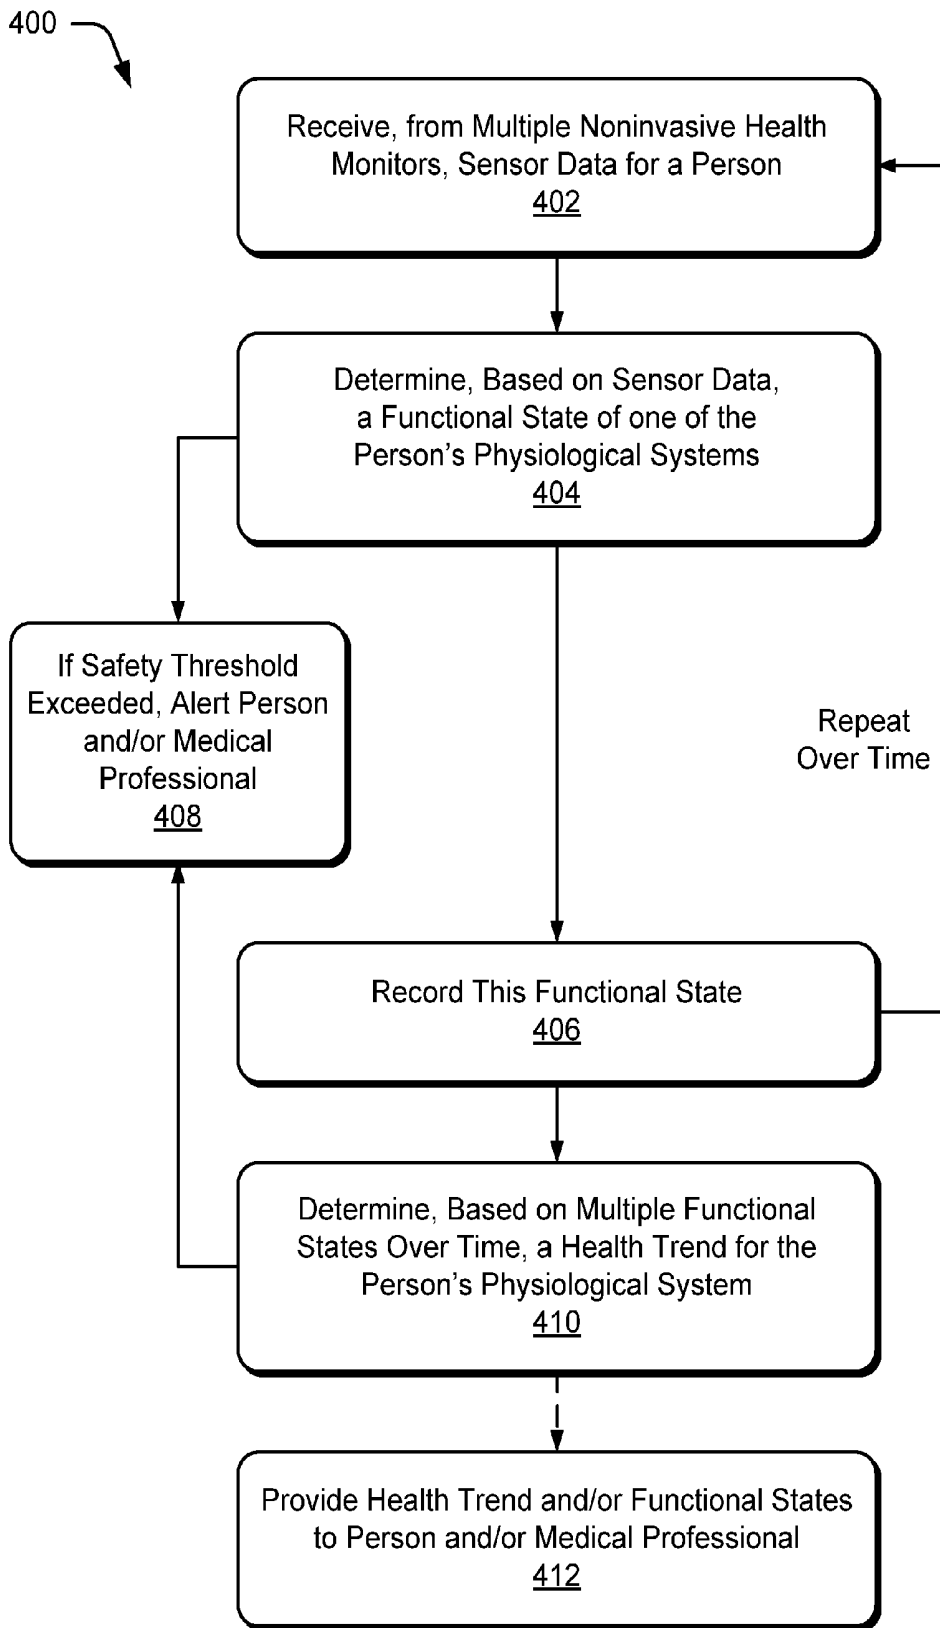 400
Receive, from Multiple Noninvasive Health
Monitors, Sensor Data for a Person
402
Determine, Based on Sensor Data,
a Functional State of one of the
Person's Physiological Systems
404
If Safety Threshold
Exceeded, Alert Person
and/or Medical
Professional
408
Repeat
Over Time
Record This Functional State
406
Determine, Based on Multiple Functional
States Over Time, a Health Trend for the
Person's Physiological System
410
Provide Health Trend and/or Functional States
to Person and/or Medical Professional
412